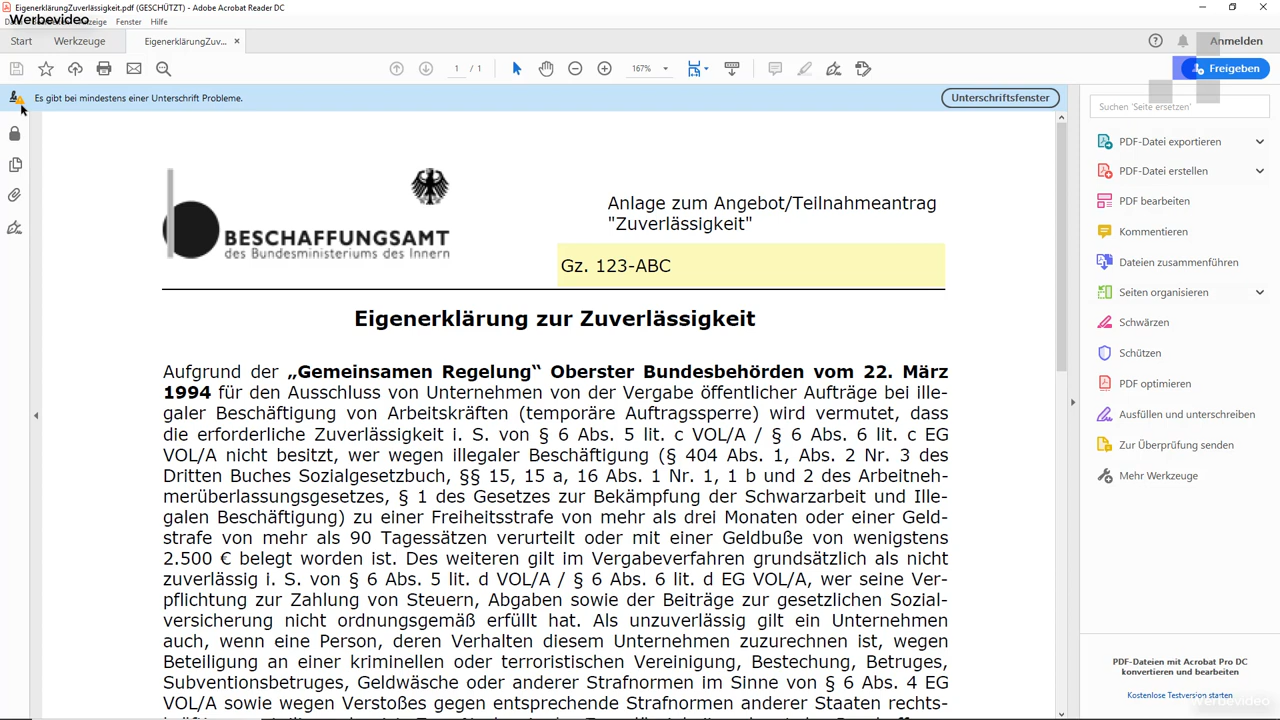 EigenerklärungZuverlässigkeit.pdf (GESCHÜTZT) - Adobe Acrobat Reader DC
Werbevideo
Fenster Hilfe
Start Werkzeuge EigenerklärungZuv... × Anmelden
1 / 1 167% Freigeben
Es gibt bei mindestens einer Unterschrift Probleme. Unterschriftsfenster
Suchen 'Seite ersetzen'
PDF-Datei exportieren
PDF-Datei erstellen
PDF bearbeiten
Kommentieren
Dateien zusammenführen
Seiten organisieren
Schwärzen
Schützen
PDF optimieren
Ausfüllen und unterschreiben
Zur Überprüfung senden
Mehr Werkzeuge
PDF-Dateien mit Acrobat Pro DC
konvertieren und bearbeiten
Kostenlose Testversion starten
Werbevideo
BESCHAFFUNGSAMT
des Bundesministeriums des Innern
Anlage zum Angebot/Teilnahmeantrag
"Zuverlässigkeit"
Gz. 123-ABC
Eigenerklärung zur Zuverlässigkeit
Aufgrund der „Gemeinsamen Regelung“ Oberster Bundesbehörden vom 22. März
1994 für den Ausschluss von Unternehmen von der Vergabe öffentlicher Aufträge bei ille-
galer Beschäftigung von Arbeitskräften (temporäre Auftragssperre) wird vermutet, dass
die erforderliche Zuverlässigkeit i. S. von § 6 Abs. 5 lit. c VOL/A / § 6 Abs. 6 lit. c EG
VOL/A nicht besitzt, wer wegen illegaler Beschäftigung (§ 404 Abs. 1, Abs. 2 Nr. 3 des
Dritten Buches Sozialgesetzbuch, §§ 15, 15 a, 16 Abs. 1 Nr. 1, 1 b und 2 des Arbeitneh-
merüberlassungsgesetzes, § 1 des Gesetzes zur Bekämpfung der Schwarzarbeit und Ille-
galen Beschäftigung) zu einer Freiheitsstrafe von mehr als drei Monaten oder einer Geld-
strafe von mehr als 90 Tagessätzen verurteilt oder mit einer Geldbuße von wenigstens
2.500 € belegt worden ist. Des weiteren gilt im Vergabeverfahren grundsätzlich als nicht
zuverlässig i. S. von § 6 Abs. 5 lit. d VOL/A / § 6 Abs. 6 lit. d EG VOL/A, wer seine Ver-
pflichtung zur Zahlung von Steuern, Abgaben sowie der Beiträge zur gesetzlichen Sozial-
versicherung nicht ordnungsgemäß erfüllt hat. Als unzuverlässig gilt ein Unternehmen
auch, wenn eine Person, deren Verhalten diesem Unternehmen zuzurechnen ist, wegen
Beteiligung an einer kriminellen oder terroristischen Vereinigung, Bestechung, Betruges,
Subventionsbetruges, Geldwäsche oder anderer Strafnormen im Sinne von § 6 Abs. 4 EG
VOL/A sowie wegen Verstoßes gegen entsprechende Strafnormen anderer Staaten rechts-